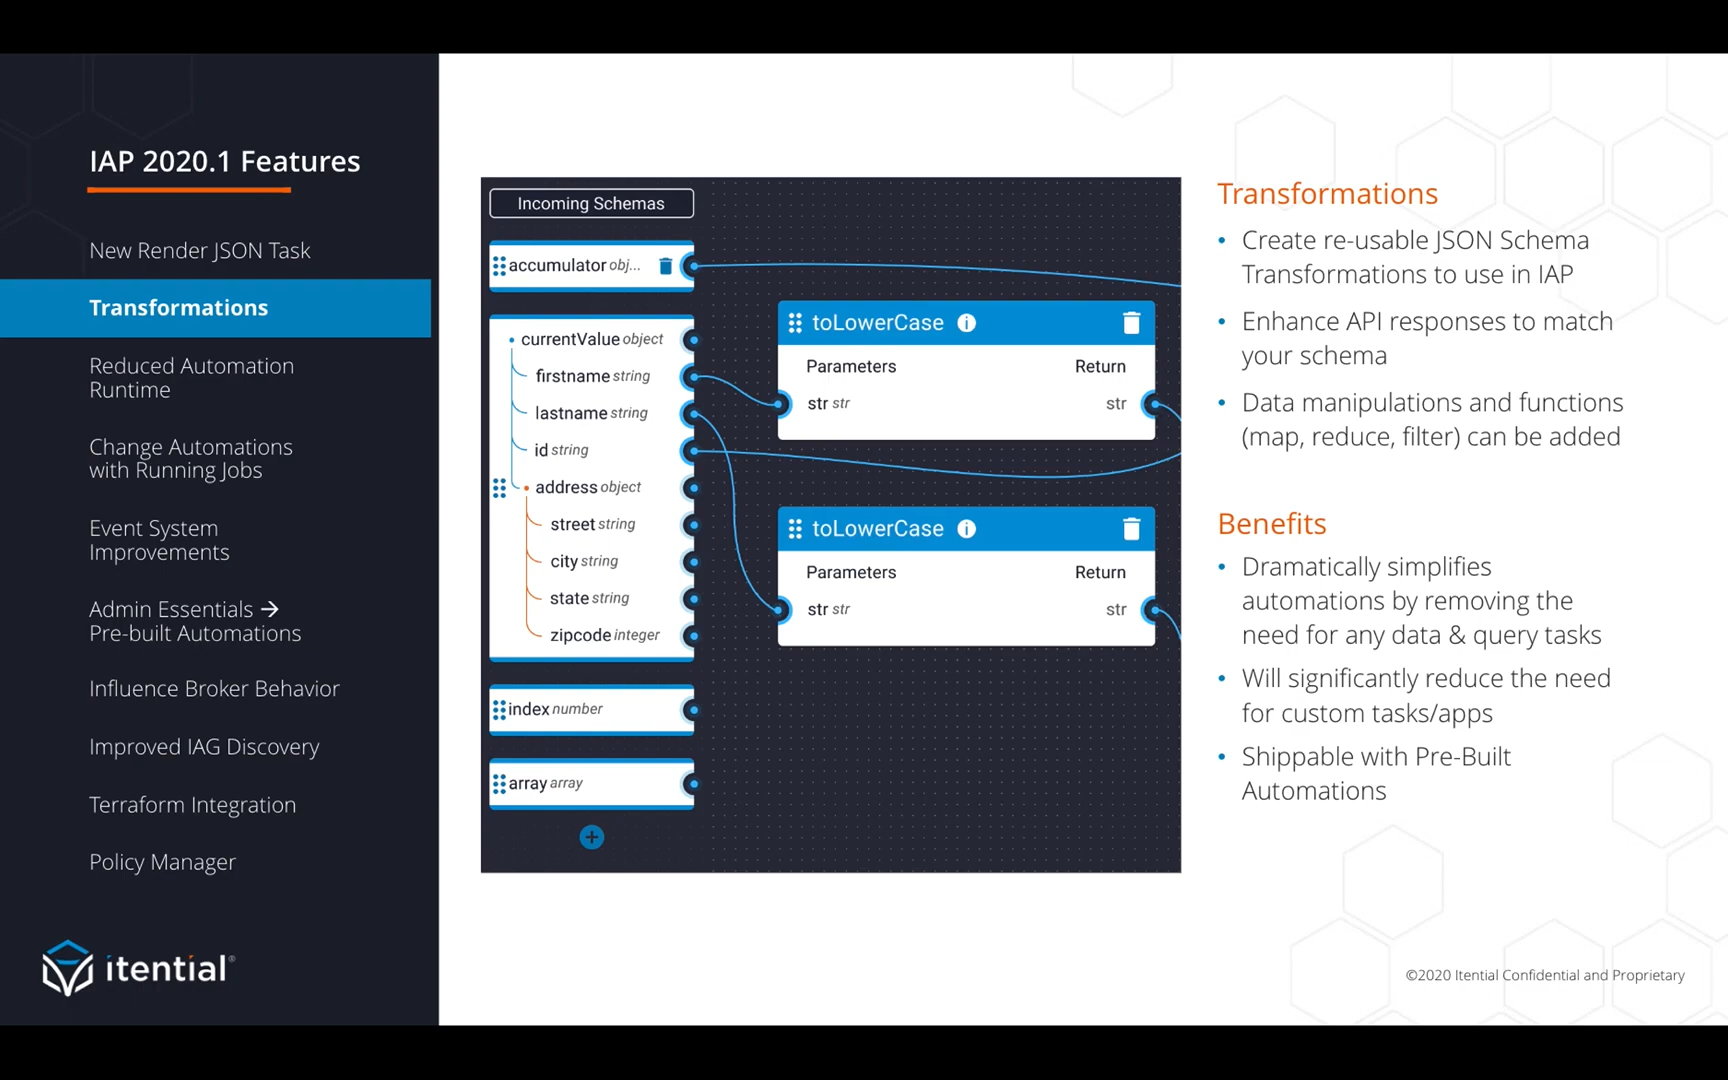 IAP 2020.1 Features
New Render JSON Task
Transformations
Reduced Automation
Runtime
Change Automations
with Running Jobs
Event System
Improvements
Admin Essentials →
Pre-built Automations
Influence Broker Behavior
Improved IAG Discovery
Terraform Integration
Policy Manager
itential®
Incoming Schemas
accumulator obj...
currentValue object
firstname string
lastname string
id string
address object
street string
city string
state string
zipcode integer
index number
array array
toLowerCase
Parameters Return
str str str
toLowerCase
Parameters Return
str str str
Transformations
• Create re-usable JSON Schema
Transformations to use in IAP
• Enhance API responses to match
your schema
• Data manipulations and functions
(map, reduce, filter) can be added
Benefits
• Dramatically simplifies
automations by removing the
need for any data & query tasks
• Will significantly reduce the need
for custom tasks/apps
• Shippable with Pre-Built
Automations
©2020 Itential Confidential and Proprietary